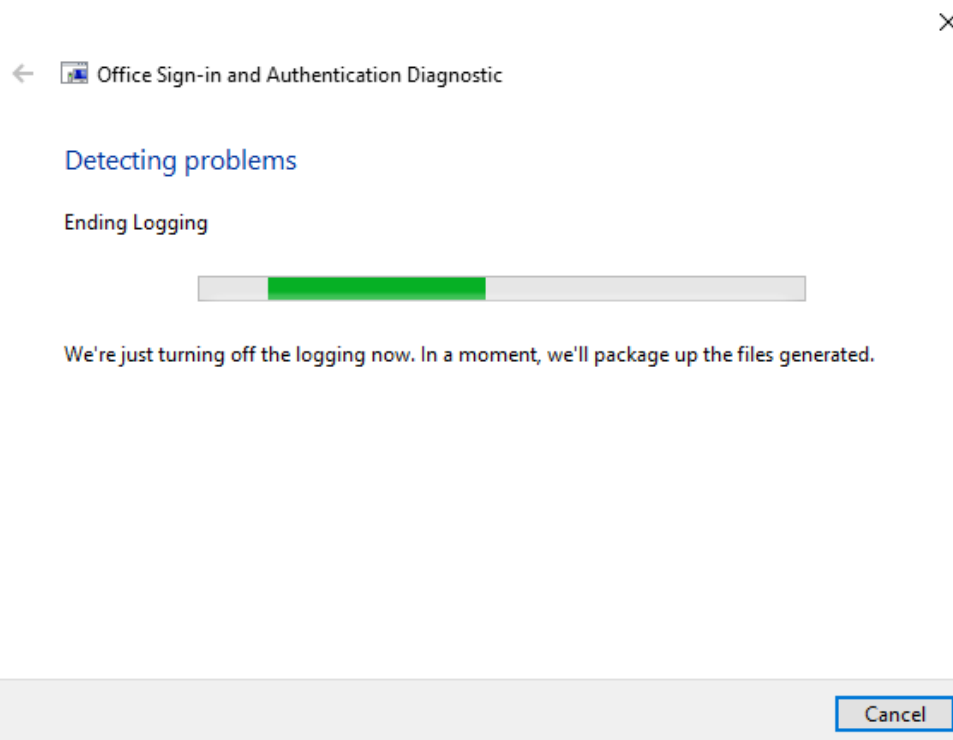 Office Sign-in and Authentication Diagnostic
Detecting problems
Ending Logging
We're just turning off the logging now. In a moment, we'll package up the files generated.
Cancel